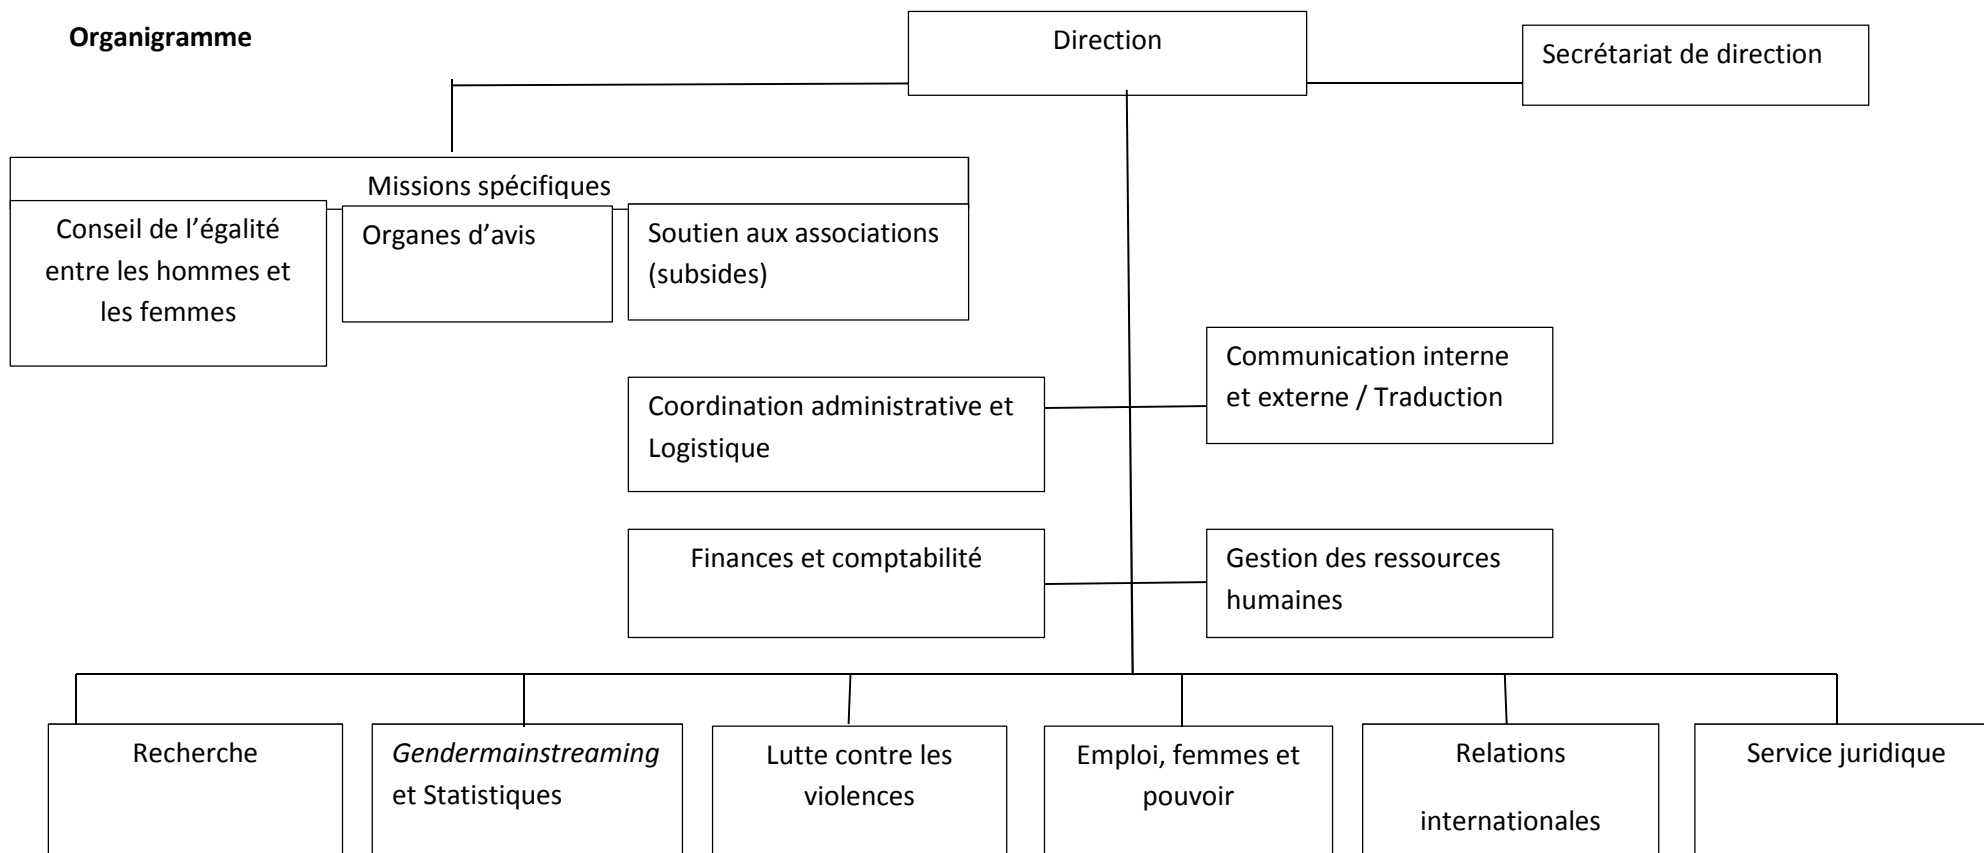 Organigramme
Direction
Secrétariat de direction
Missions spécifiques
Conseil de l’égalité
entre les hommes et
les femmes
Organes d’avis
Soutien aux associations
(subsides)
Communication interne
et externe / Traduction
Coordination administrative et
Logistique
Finances et comptabilité
Gestion des ressources
humaines
Recherche
Gendermainstreaming
et Statistiques
Lutte contre les
violences
Emploi, femmes et
pouvoir
Relations
internationales
Service juridique